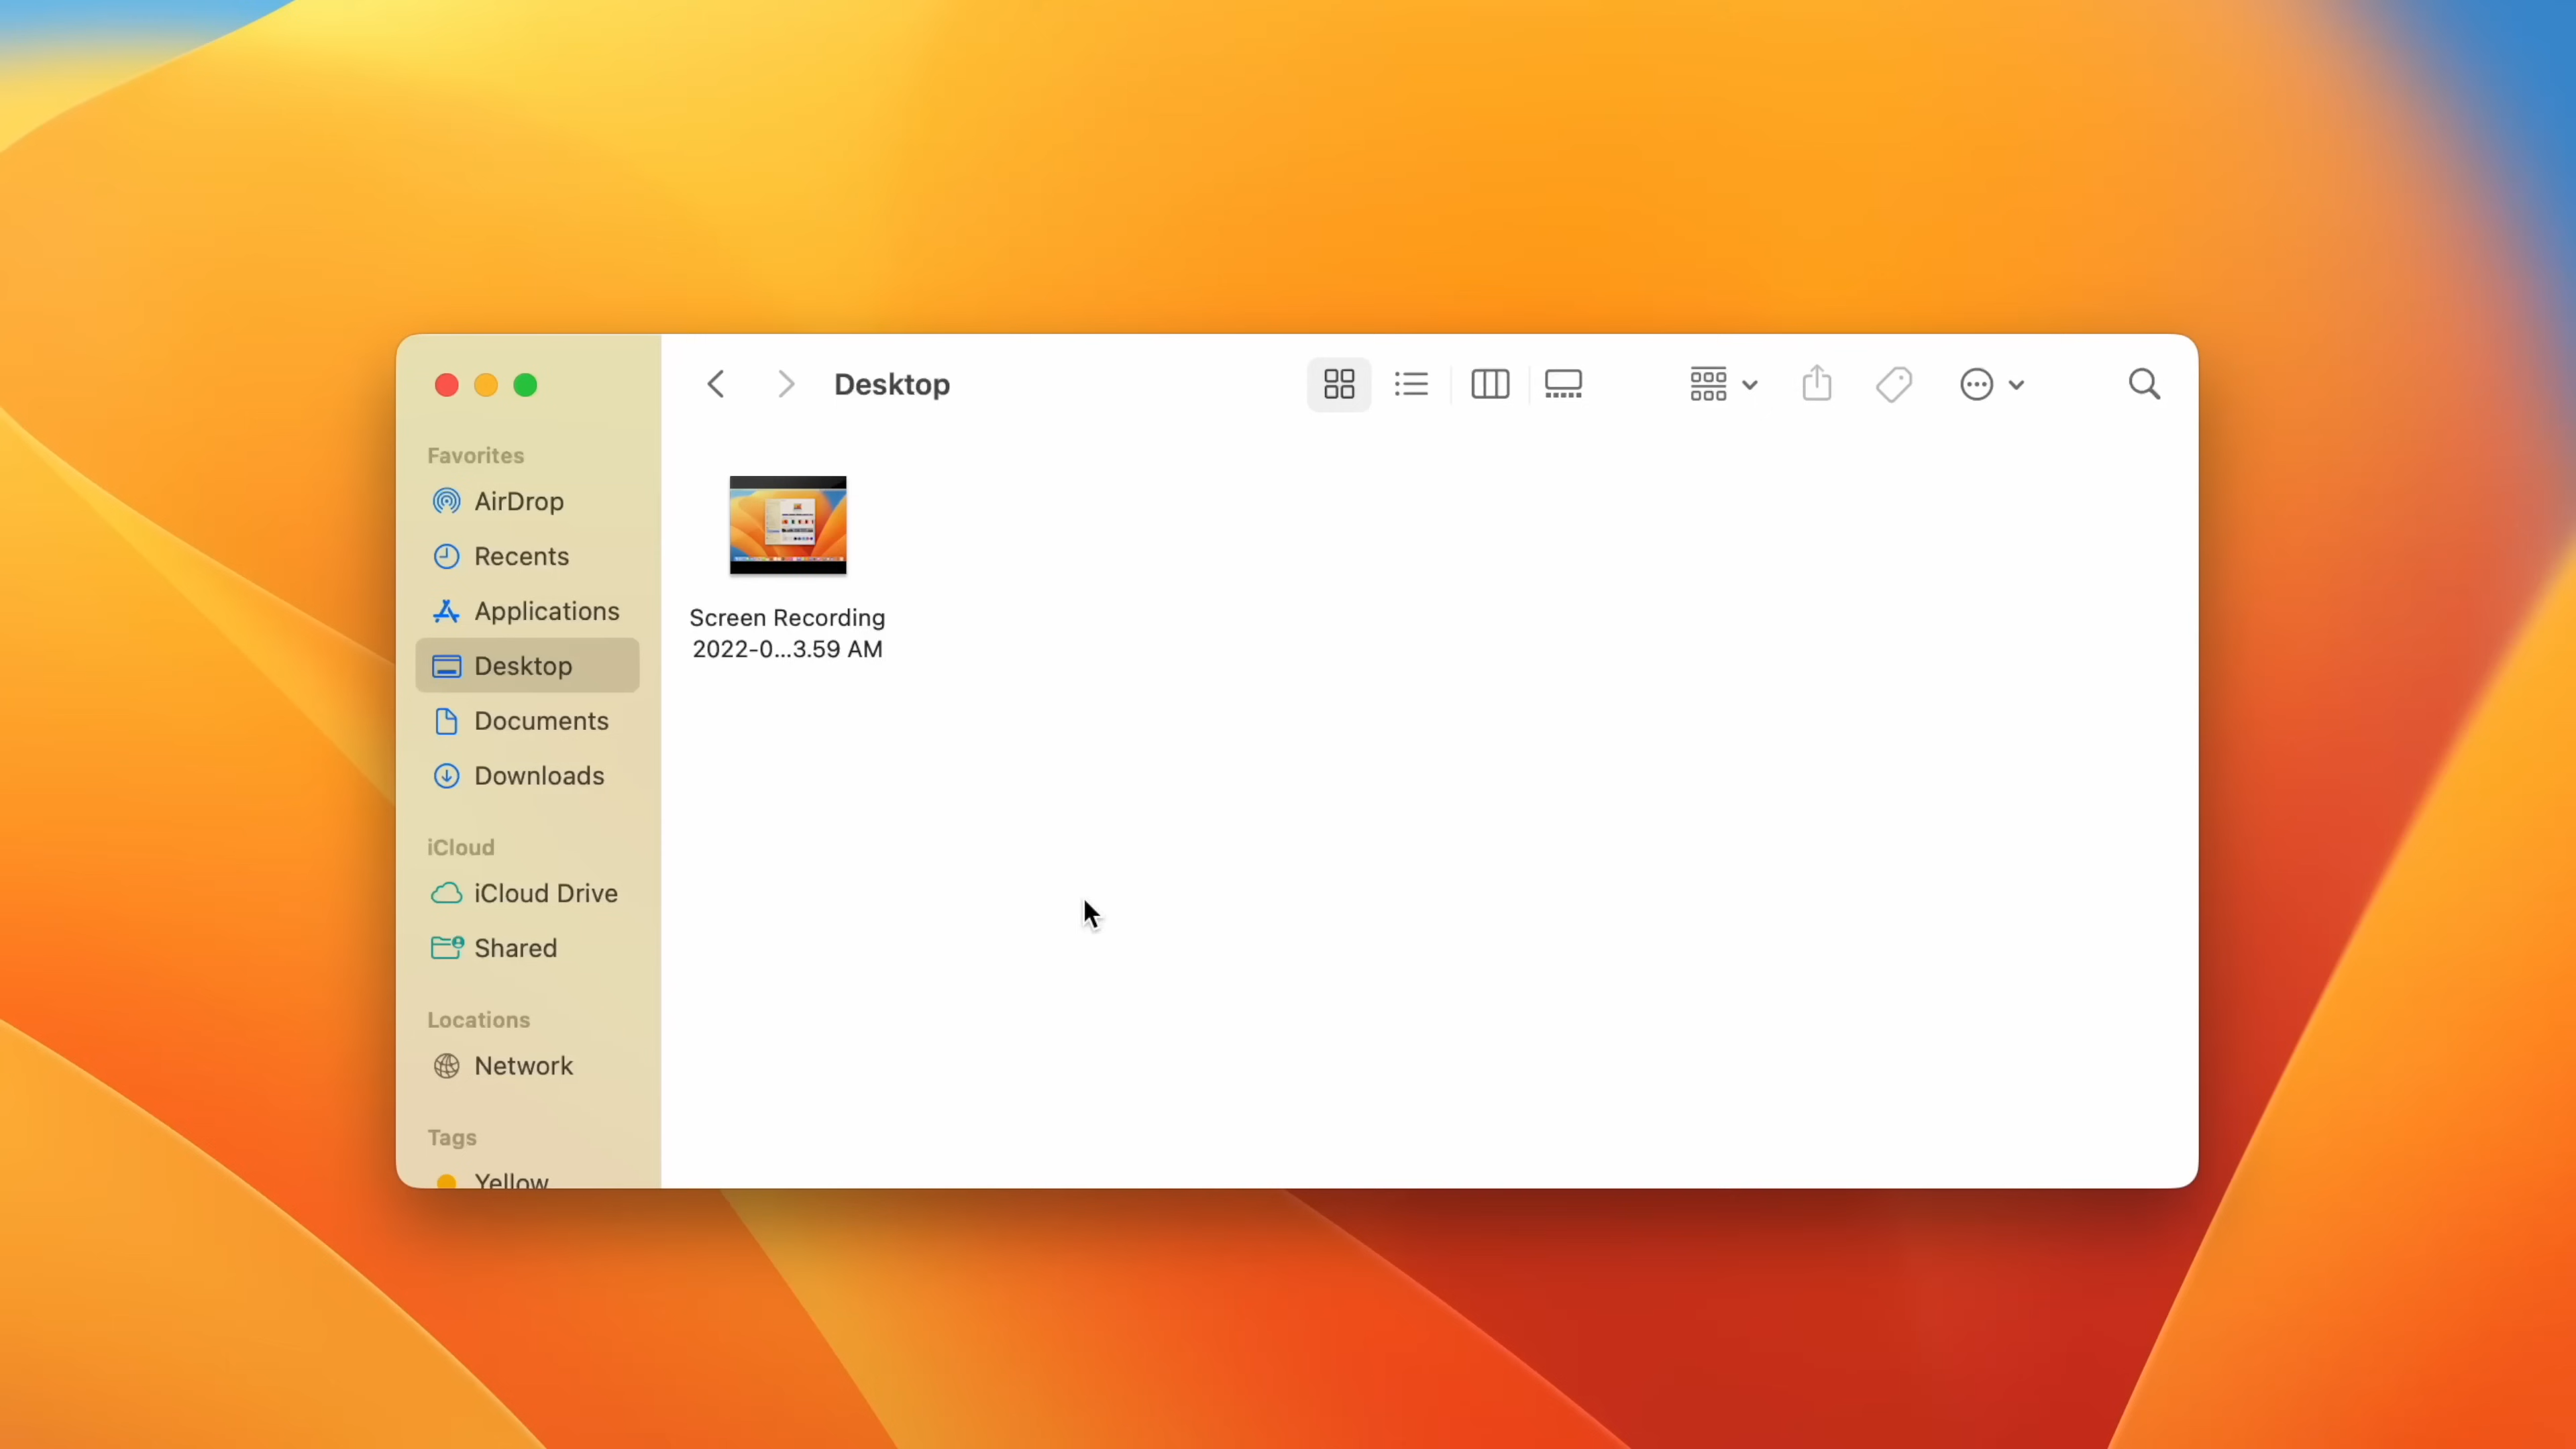 Desktop
Favorites
AirDrop
Recents
Applications
Desktop
Documents
Downloads
iCloud
iCloud Drive
Shared
Locations
Network
Tags
Yellow
Screen Recording
2022-0...3.59 AM